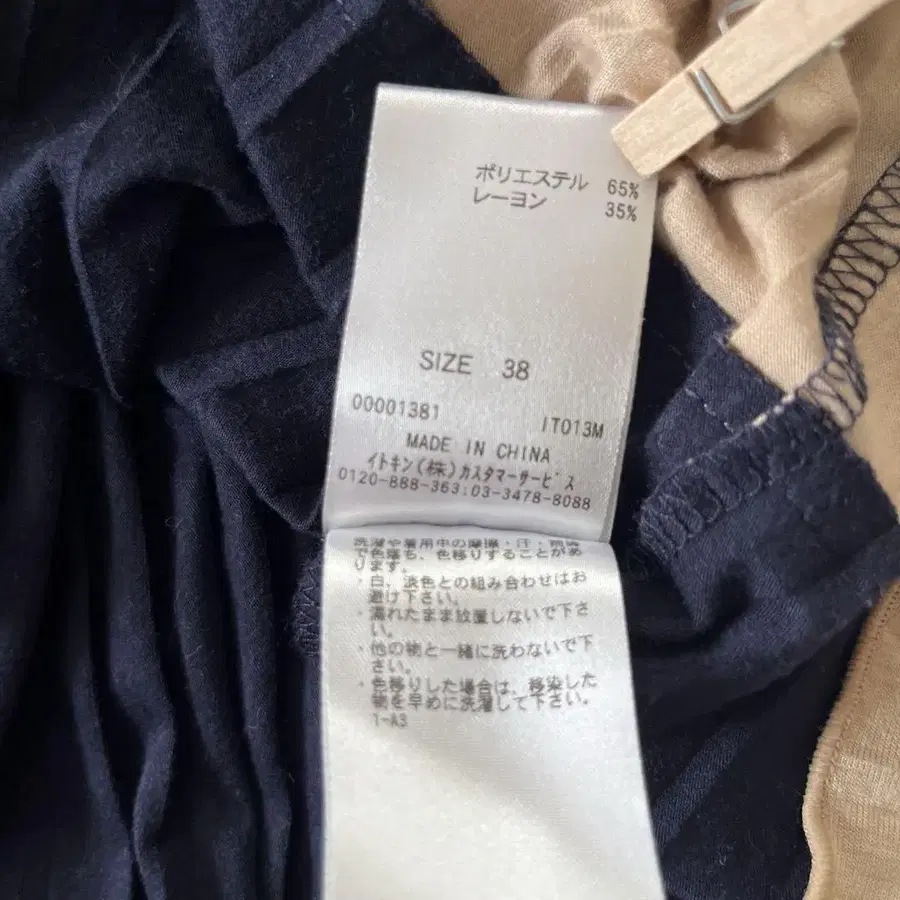 ポリエステル 65%
レーヨン 35%
SIZE 38
00001381 IT013M
MADE IN CHINA
イトキン(株)カスタマーサービス
0120-888-363:03-3478-8088
洗濯や着用中の摩擦・汗・雨
で色落ち、色移りすることがあ
ります。
・白、淡色との組み合わせはお
避け下さい。
・濡れたまま放置しないで下さ
い。
・他の物と一緒に洗わないで下
さい。
・色移りした場合は、移染した
物を早めに洗濯して下さい。
1-A3